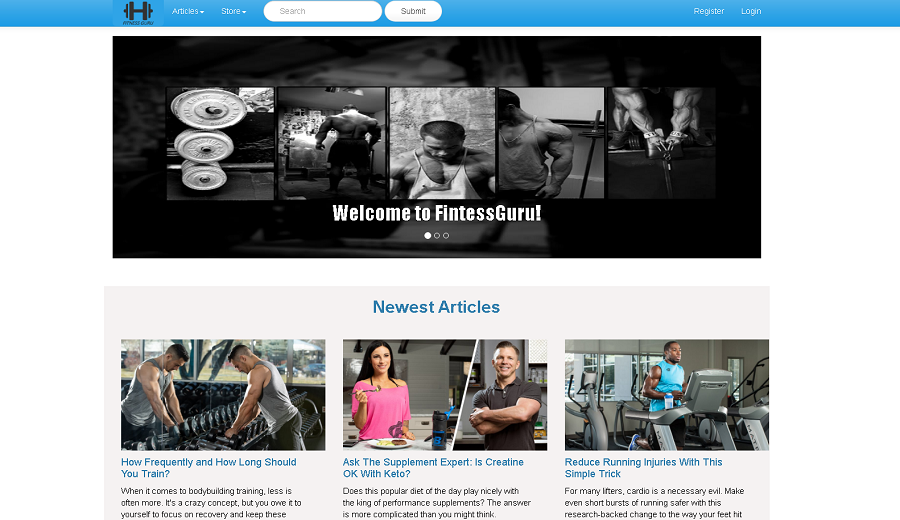 FITNESS GURU
Articles
Store
Search
Submit
Register
Login
Welcome to FintessGuru!
Newest Articles
How Frequently and How Long Should
You Train?
When it comes to bodybuilding training, less is
often more. It's a crazy concept, but you owe it to
yourself to focus on recovery and keep these
Ask The Supplement Expert: Is Creatine
OK With Keto?
Does this popular diet of the day play nicely with
the king of performance supplements? The answer
is more complicated than you might think.
Reduce Running Injuries With This
Simple Trick
For many lifters, cardio is a necessary evil. Make
even short bursts of running safer with this
research-backed change to the way your feet hit